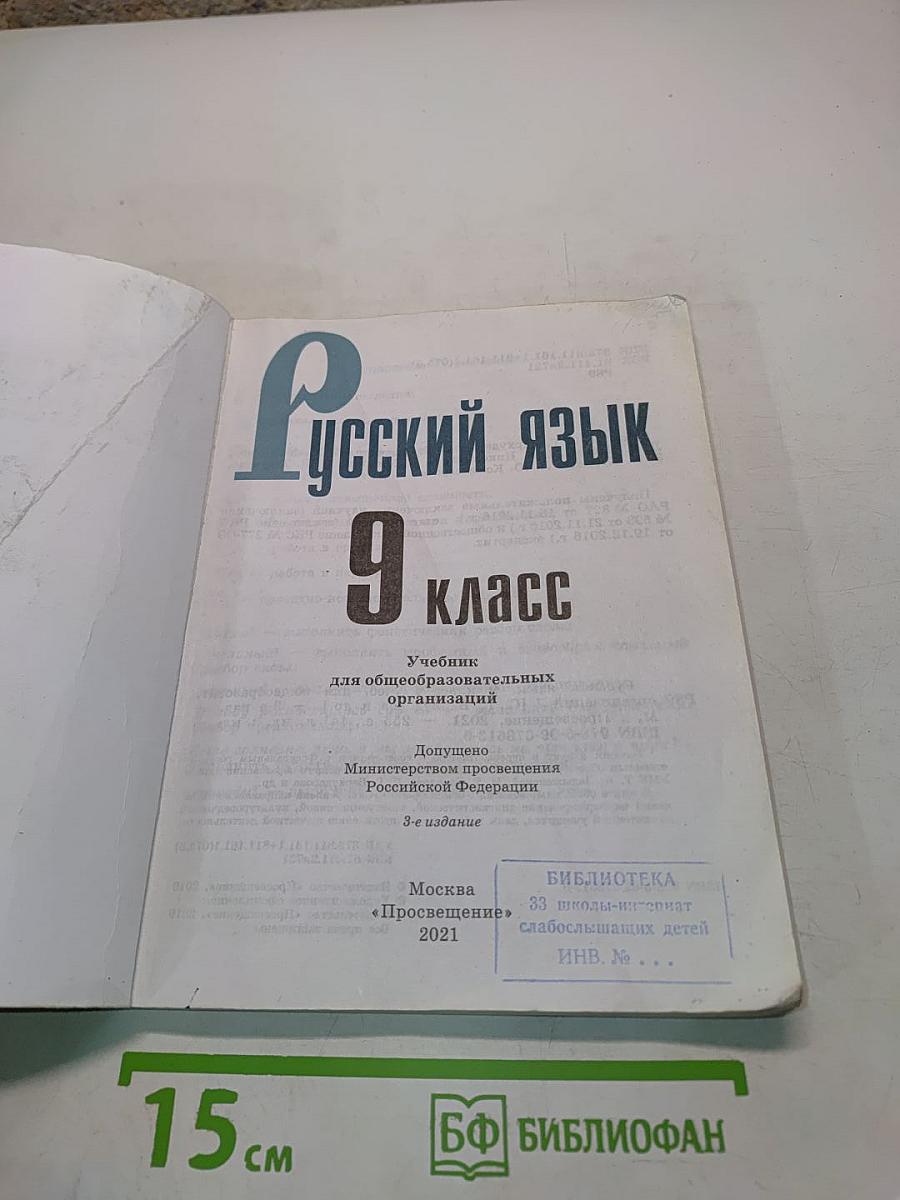 Русский язык
9 класс
Учебник
для общеобразовательных
организаций
Допущено
Министерством просвещения
Российской Федерации
3-е издание
Москва
«Просвещение»
2021
БИБЛИОТЕКА
33 школы-интернат
слабослышащих детей
ИНВ. № . . .
15 см
БФ БИБЛИОФАН